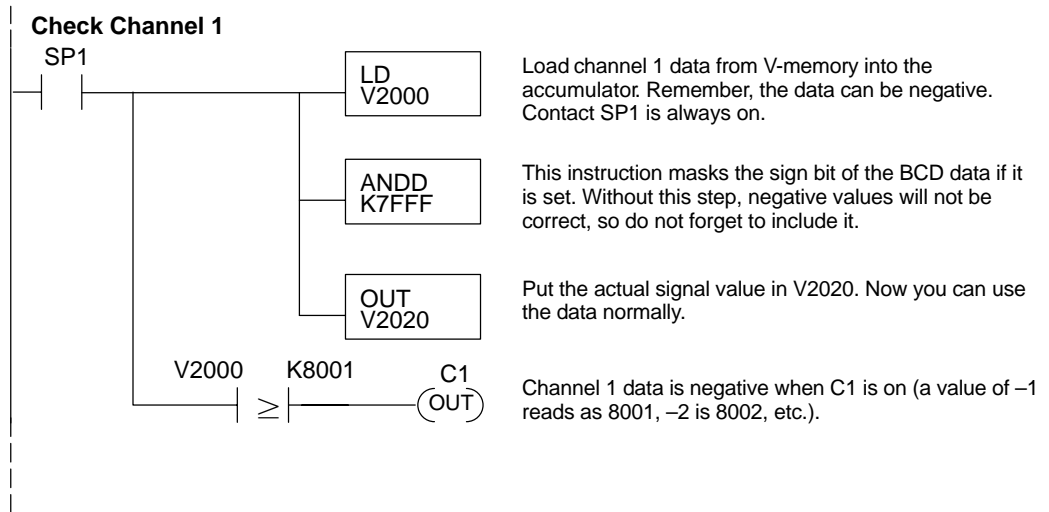 Check Channel 1
SP1
LD
V2000
Load channel 1 data from V-memory into the
accumulator. Remember, the data can be negative.
Contact SP1 is always on.
ANDD
K7FFF
This instruction masks the sign bit of the BCD data if it
is set. Without this step, negative values will not be
correct, so do not forget to include it.
OUT
V2020
Put the actual signal value in V2020. Now you can use
the data normally.
V2000 K8001 C1
≥ OUT
Channel 1 data is negative when C1 is on (a value of –1
reads as 8001, –2 is 8002, etc.).